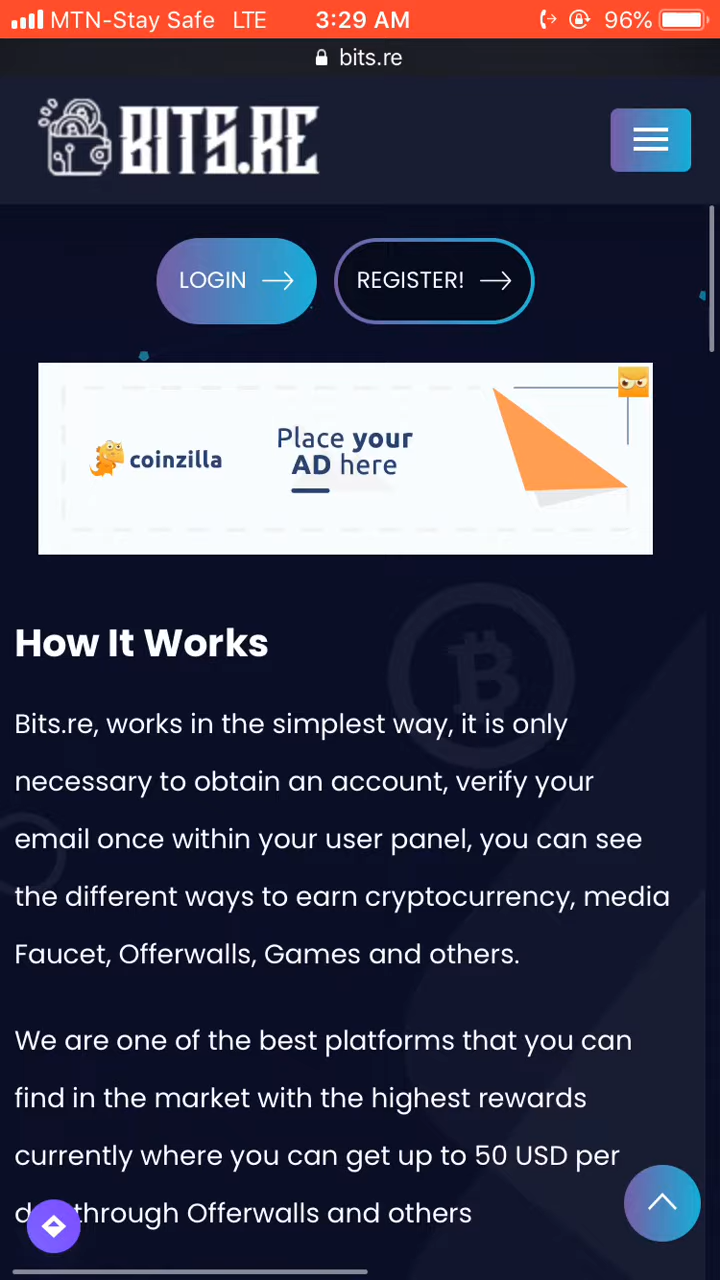 MTN-Stay Safe LTE 3:29 AM 96%
bits.re
BITS.RE
LOGIN REGISTER!
coinzilla
Place your
AD here
How It Works
Bits.re, works in the simplest way, it is only
necessary to obtain an account, verify your
email once within your user panel, you can see
the different ways to earn cryptocurrency, media
Faucet, Offerwalls, Games and others.
We are one of the best platforms that you can
find in the market with the highest rewards
currently where you can get up to 50 USD per
through Offerwalls and others